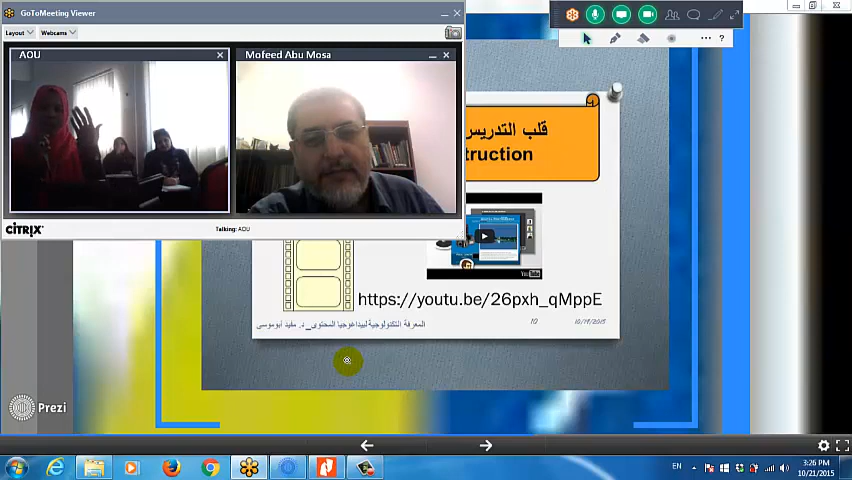 GoToMeeting Viewer
Layout
Webcams
AOU
Mofeed Abu Mosa
CITRIX
Talking: AOU
?
قلب التدريس
truction
https://youtu.be/26pxh_qMppE
المعرفة التكنولوجية لبيداغوجيا المحتوى_ د. مفيد أبوموسى
10
10/19/2015
Prezi
EN
3:26 PM
10/21/2015